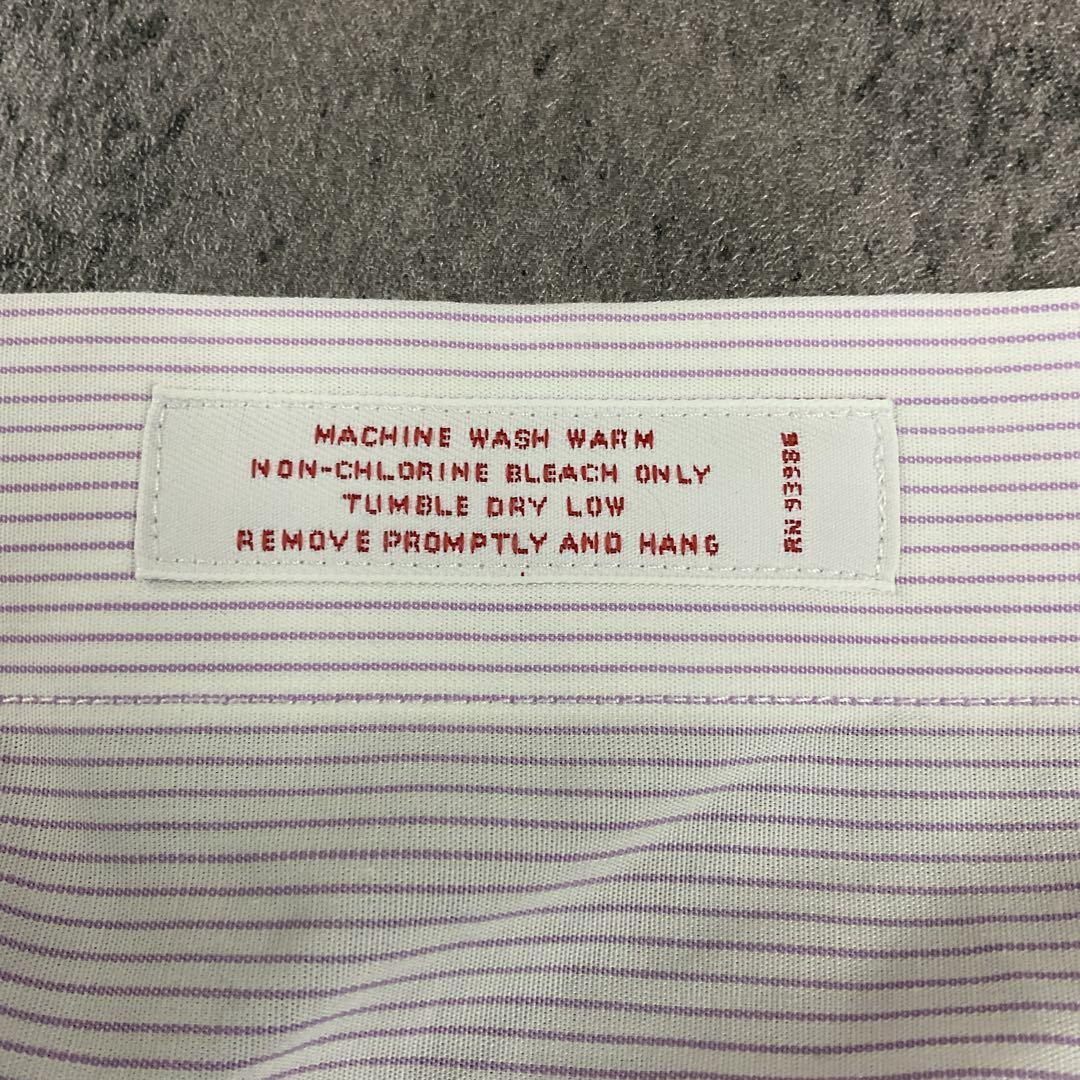 MACHINE WASH WARM
NON-CHLORINE BLEACH ONLY
TUMBLE DRY LOW
REMOVE PROMPTLY AND HANG
RN 93986